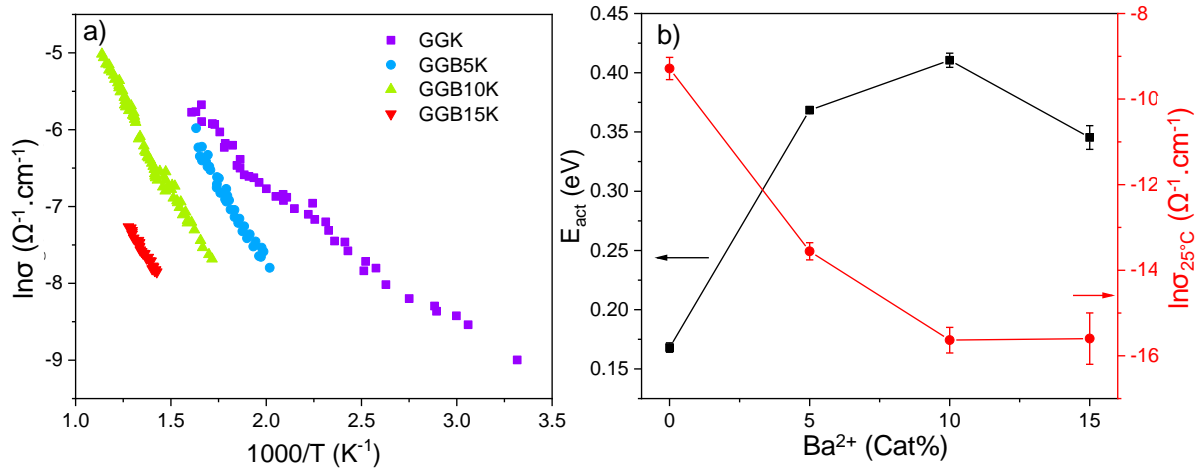 a)
GGK
GGB5K
GGB10K
GGB15K
-5
-6
-7
-8
-9
lnσ (Ω⁻¹.cm⁻¹)
1.0 1.5 2.0 2.5 3.0 3.5
1000/T (K⁻¹)
b)
0.45
0.40
0.35
0.30
0.25
0.20
0.15
E_act (eV)
0 5 10 15
Ba²⁺ (Cat%)
-8
-10
-12
-14
-16
lnσ_25°C (Ω⁻¹.cm⁻¹)